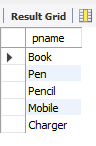 Result Grid
pname
Book
Pen
Pencil
Mobile
Charger